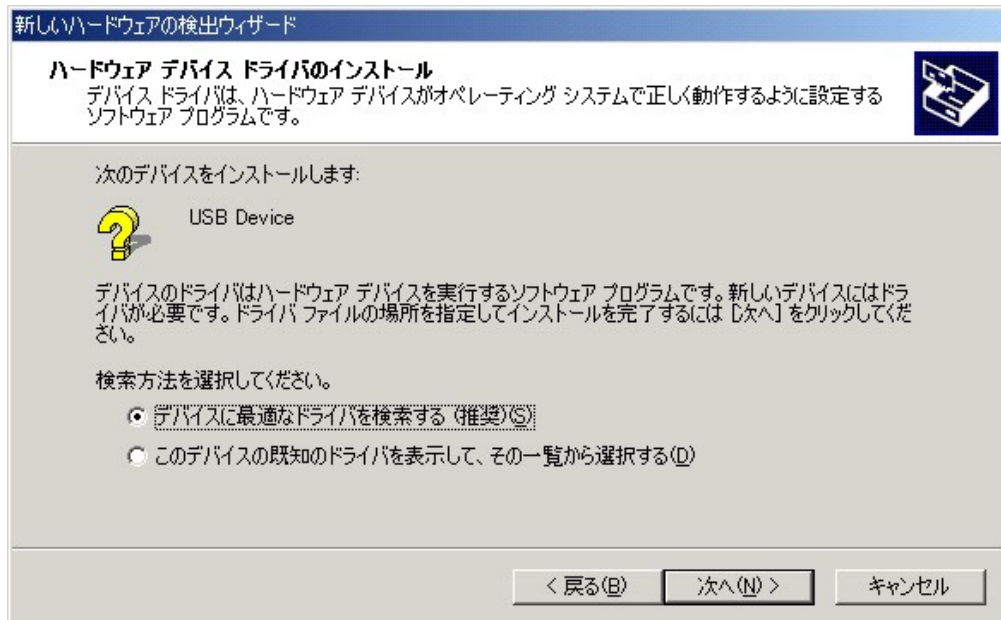 新しいハードウェアの検出ウィザード
ハードウェア デバイス ドライバのインストール
デバイス ドライバは、ハードウェア デバイスがオペレーティング システムで正しく動作するように設定する
ソフトウェア プログラムです。
次のデバイスをインストールします:
USB Device
デバイスのドライバはハードウェア デバイスを実行するソフトウェア プログラムです。新しいデバイスにはドラ
イバが必要です。ドライバ ファイルの場所を指定してインストールを完了するには [次へ] をクリックしてくだ
さい。
検索方法を選択してください。
デバイスに最適なドライバを検索する (推奨)(S)
このデバイスの既知のドライバを表示して、その一覧から選択する(D)
< 戻る(B) 次へ(N) > キャンセル